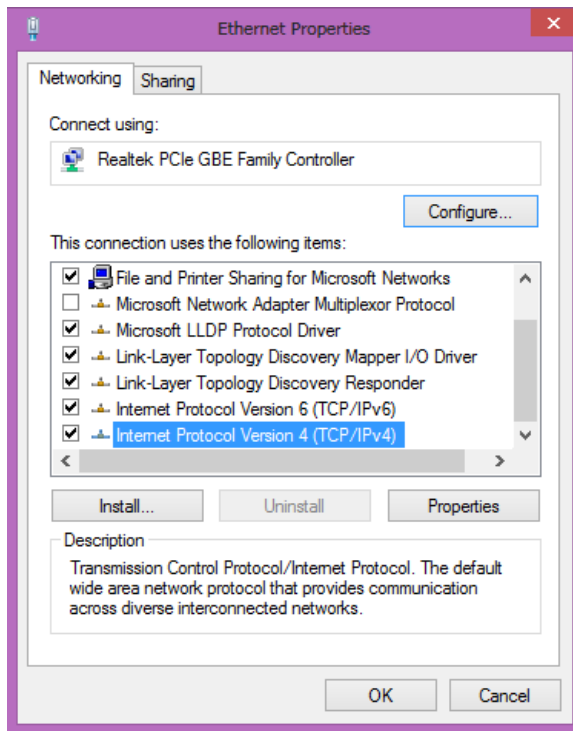 Ethernet Properties
Networking
Sharing
Connect using:
Realtek PCIe GBE Family Controller
Configure...
This connection uses the following items:
File and Printer Sharing for Microsoft Networks
Microsoft Network Adapter Multiplexor Protocol
Microsoft LLDP Protocol Driver
Link-Layer Topology Discovery Mapper I/O Driver
Link-Layer Topology Discovery Responder
Internet Protocol Version 6 (TCP/IPv6)
Internet Protocol Version 4 (TCP/IPv4)
Install...
Uninstall
Properties
Description
Transmission Control Protocol/Internet Protocol. The default
wide area network protocol that provides communication
across diverse interconnected networks.
OK
Cancel